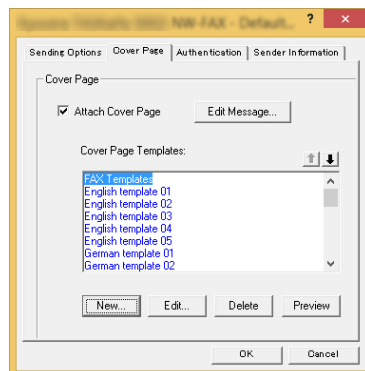 NW-FAX - Default...
Sending Options Cover Page Authentication Sender Information
Cover Page
Attach Cover Page Edit Message...
Cover Page Templates:
FAX Templates
English template 01
English template 02
English template 03
English template 04
English template 05
German template 01
German template 02
New... Edit... Delete Preview
OK Cancel